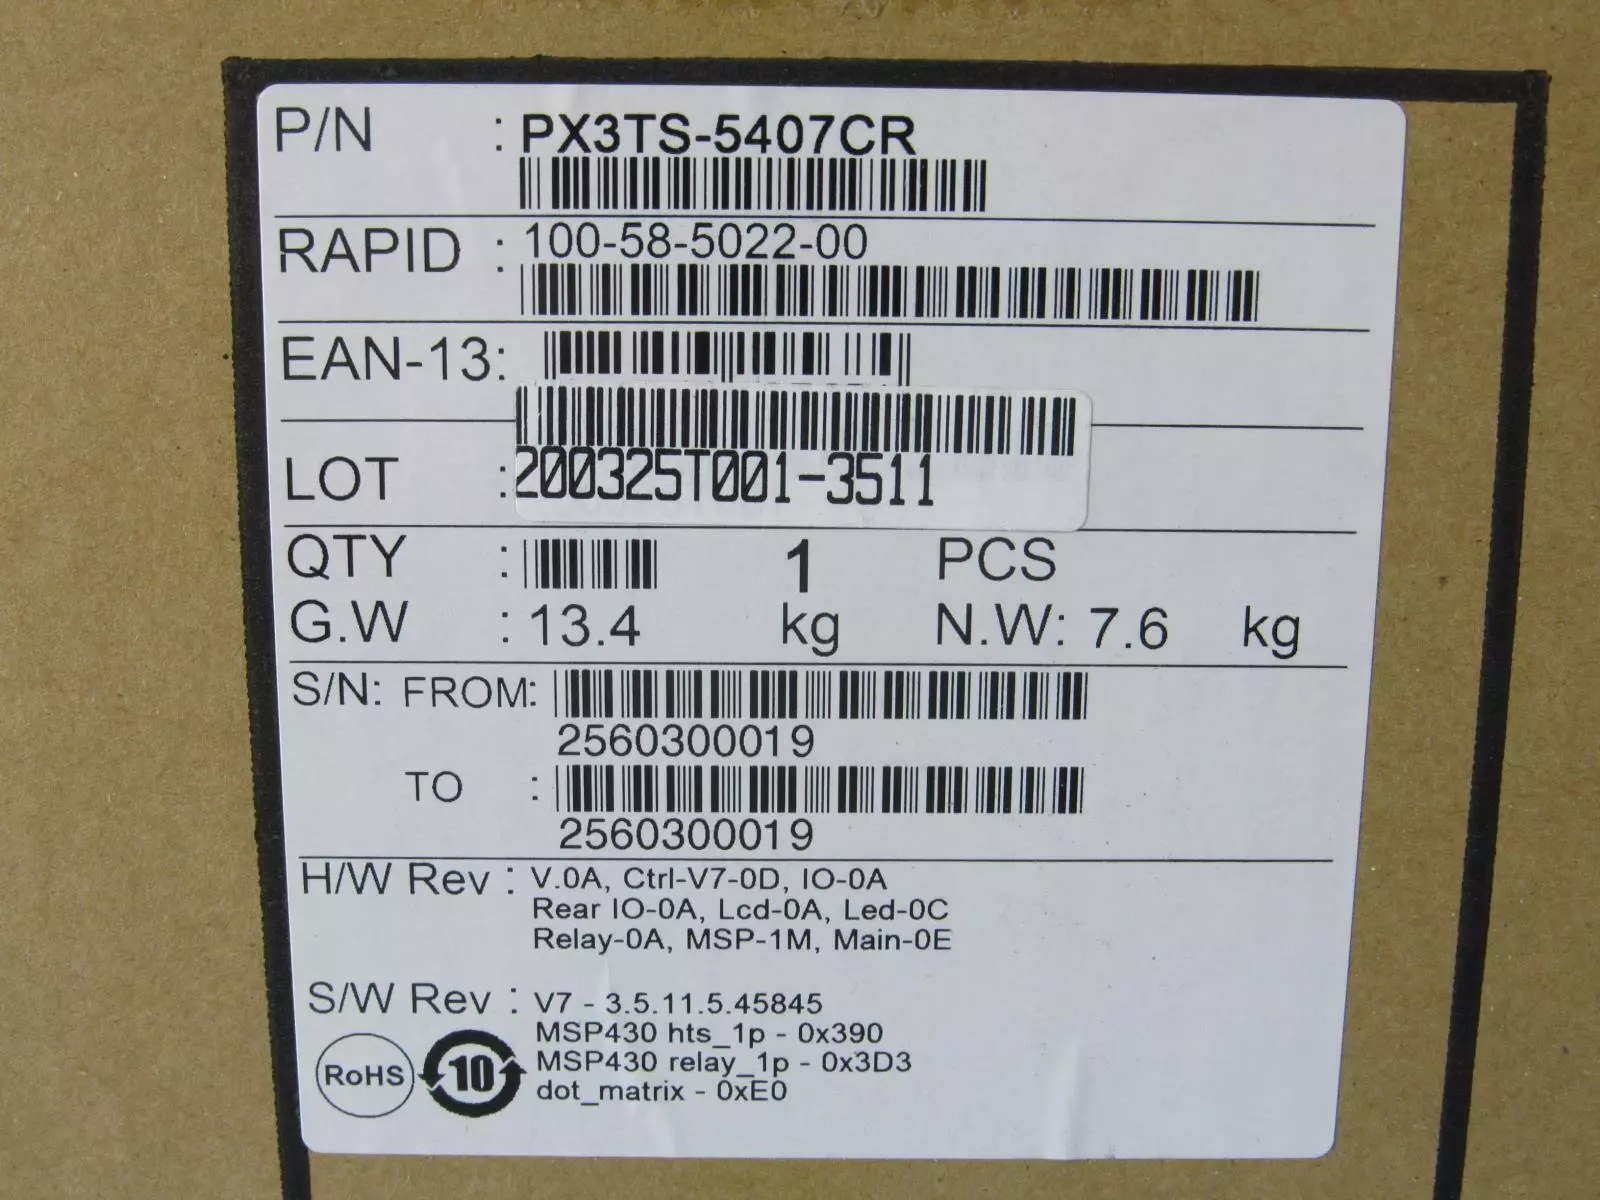 P/N : PX3TS-5407CR
RAPID : 100-58-5022-00
EAN-13:
LOT : 200325T001-3511
QTY : 1 PCS
G.W : 13.4 kg N.W: 7.6 kg
S/N: FROM:
2560300019
TO :
2560300019
H/W Rev : V.0A, Ctrl-V7-0D, IO-0A
Rear IO-0A, Lcd-0A, Led-0C
Relay-0A, MSP-1M, Main-0E
S/W Rev : V7 - 3.5.11.5.45845
MSP430 hts_1p - 0x390
MSP430 relay_1p - 0x3D3
dot_matrix - 0xE0
RoHS 10